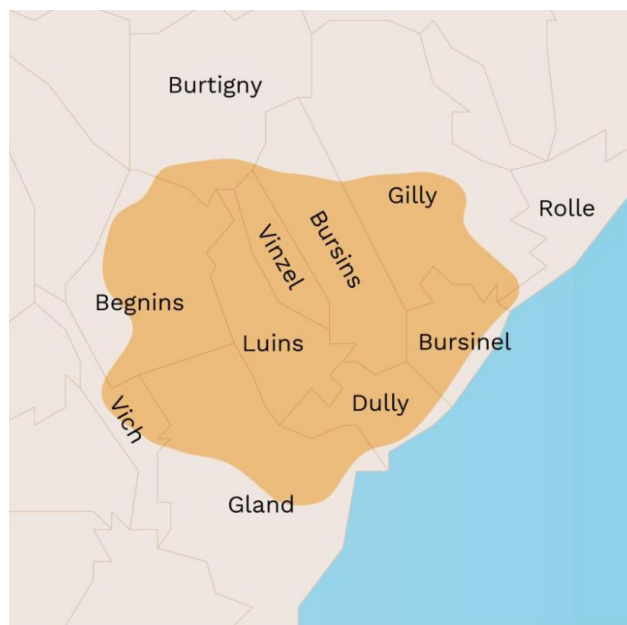 Burtigny
Gilly
Rolle
Bursins
Vinzel
Begnins
Luins
Bursinel
Dully
Vich
Gland